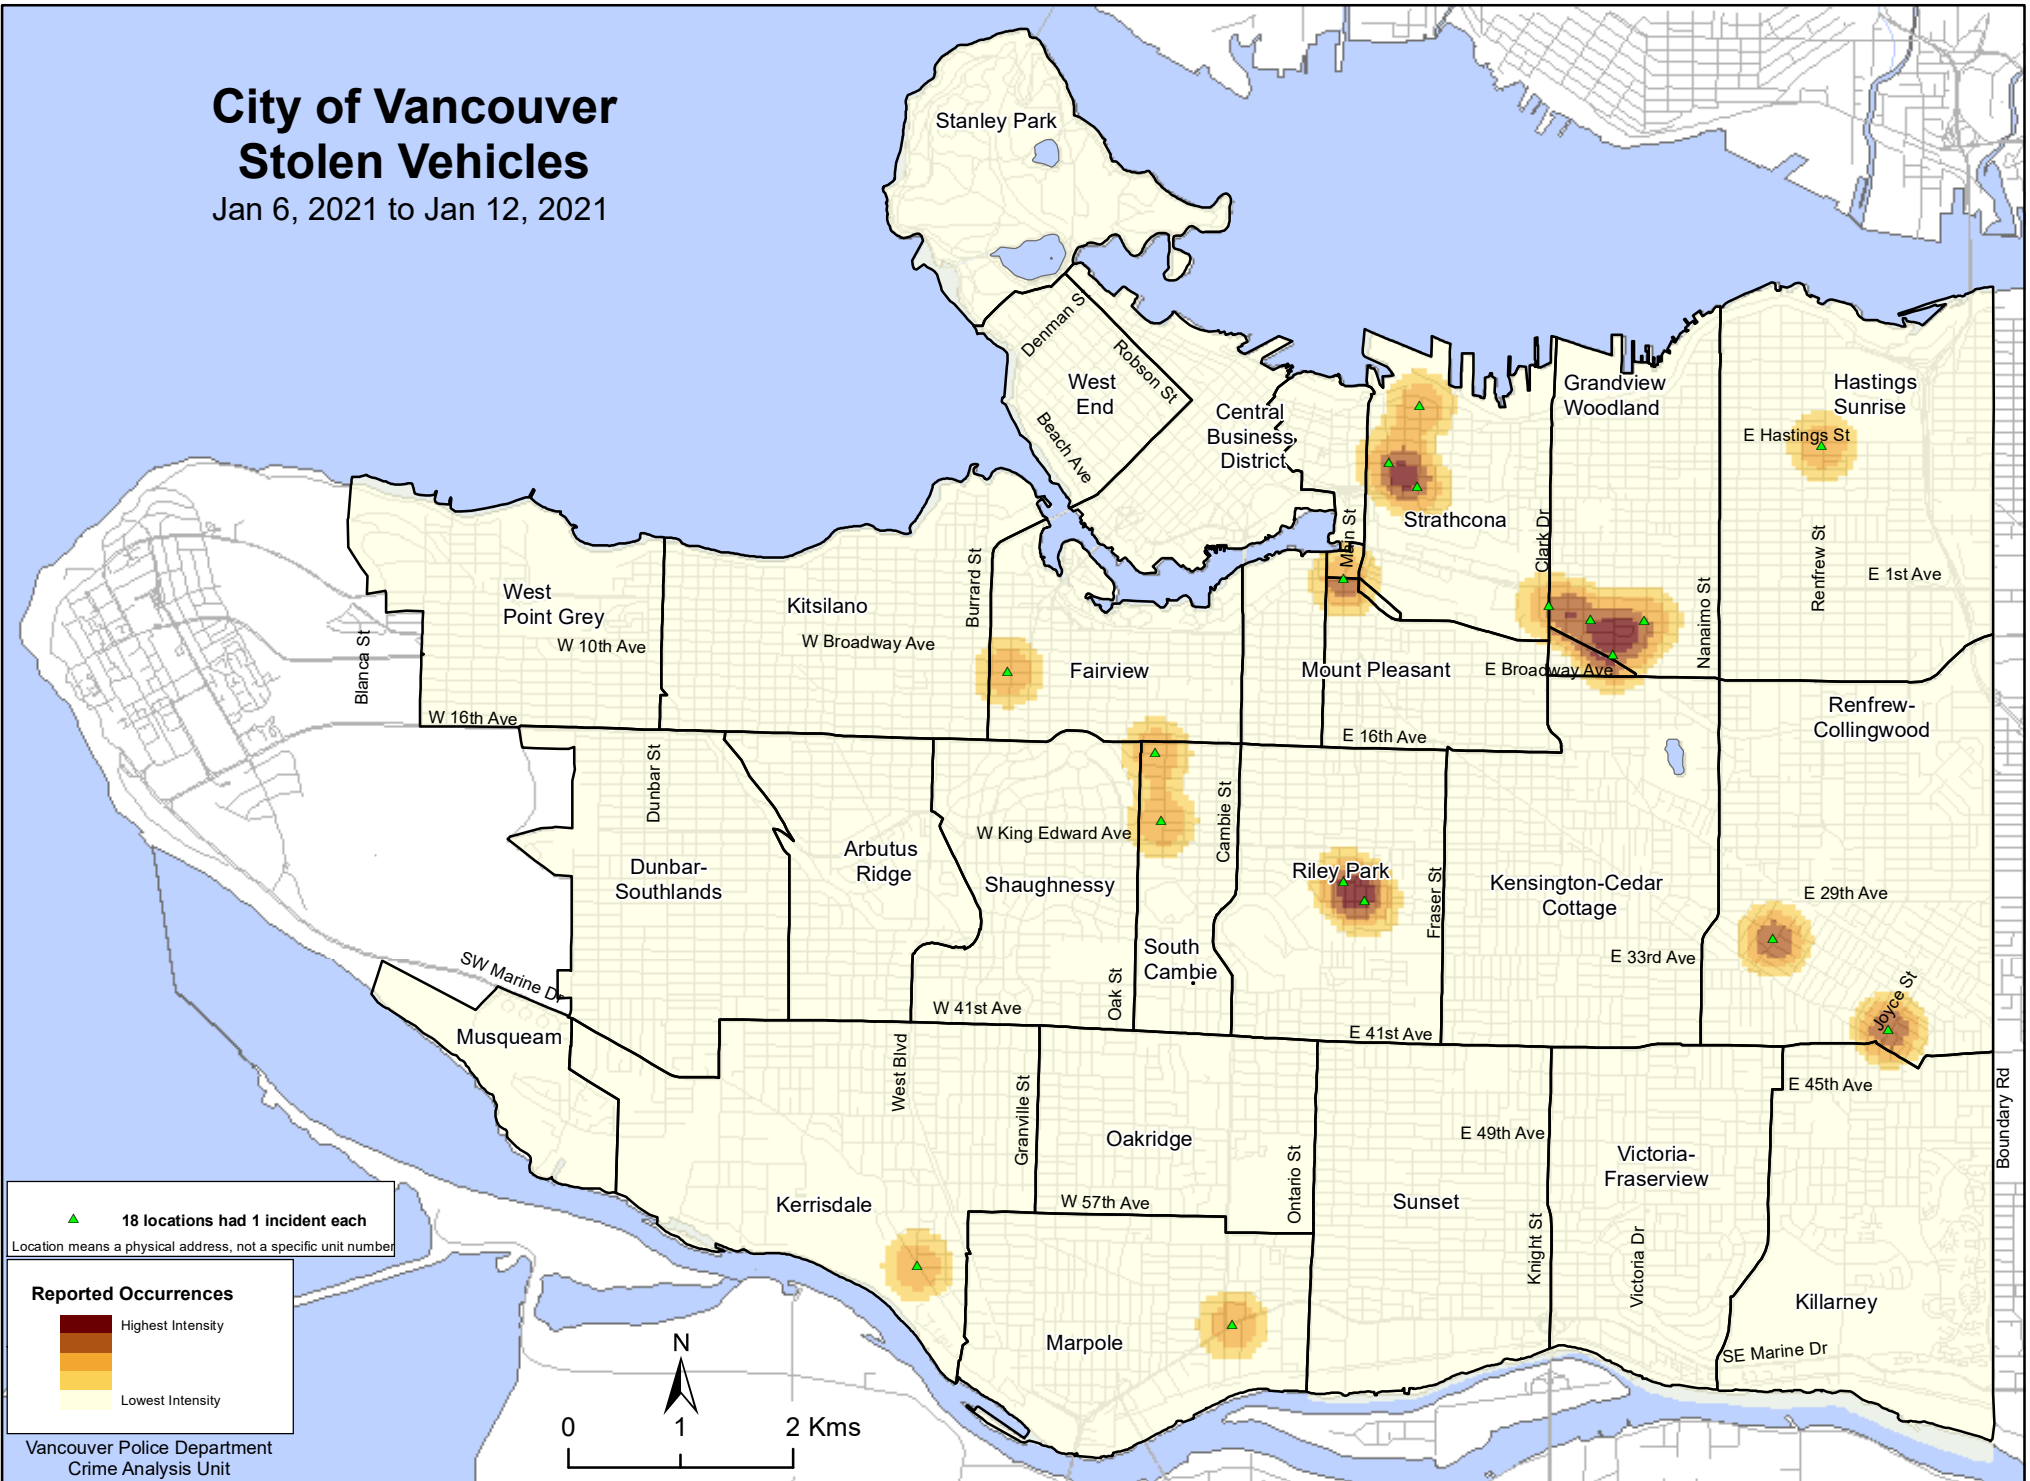 City of Vancouver
Stolen Vehicles
Jan 6, 2021 to Jan 12, 2021
Stanley Park
Denman S
Robson St
West
End
Beach Ave
Central
Business
District
Grandview
Woodland
Hastings
Sunrise
E Hastings St
Strathcona
Main St
Clark Dr
Nanaimo St
Renfrew St
E 1st Ave
Burrard St
West
Point Grey
Kitsilano
W 10th Ave
W Broadway Ave
Blanca St
Fairview
Mount Pleasant
E Broadway Ave
W 16th Ave
E 16th Ave
Renfrew-
Collingwood
Dunbar St
Cambie St
W King Edward Ave
Arbutus
Ridge
Dunbar-
Southlands
Shaughnessy
Riley Park
Fraser St
Kensington-Cedar
Cottage
E 29th Ave
South
Cambie
E 33rd Ave
SW Marine Dr
Oak St
W 41st Ave
E 41st Ave
Joyce St
Musqueam
West Blvd
Granville St
E 45th Ave
Boundary Rd
Oakridge
E 49th Ave
Victoria-
Fraserview
Ontario St
Kerrisdale
W 57th Ave
Sunset
Knight St
Victoria Dr
Killarney
Marpole
SE Marine Dr
18 locations had 1 incident each
Location means a physical address, not a specific unit number
Reported Occurrences
Highest Intensity
Lowest Intensity
N
0 1 2 Kms
Vancouver Police Department
Crime Analysis Unit